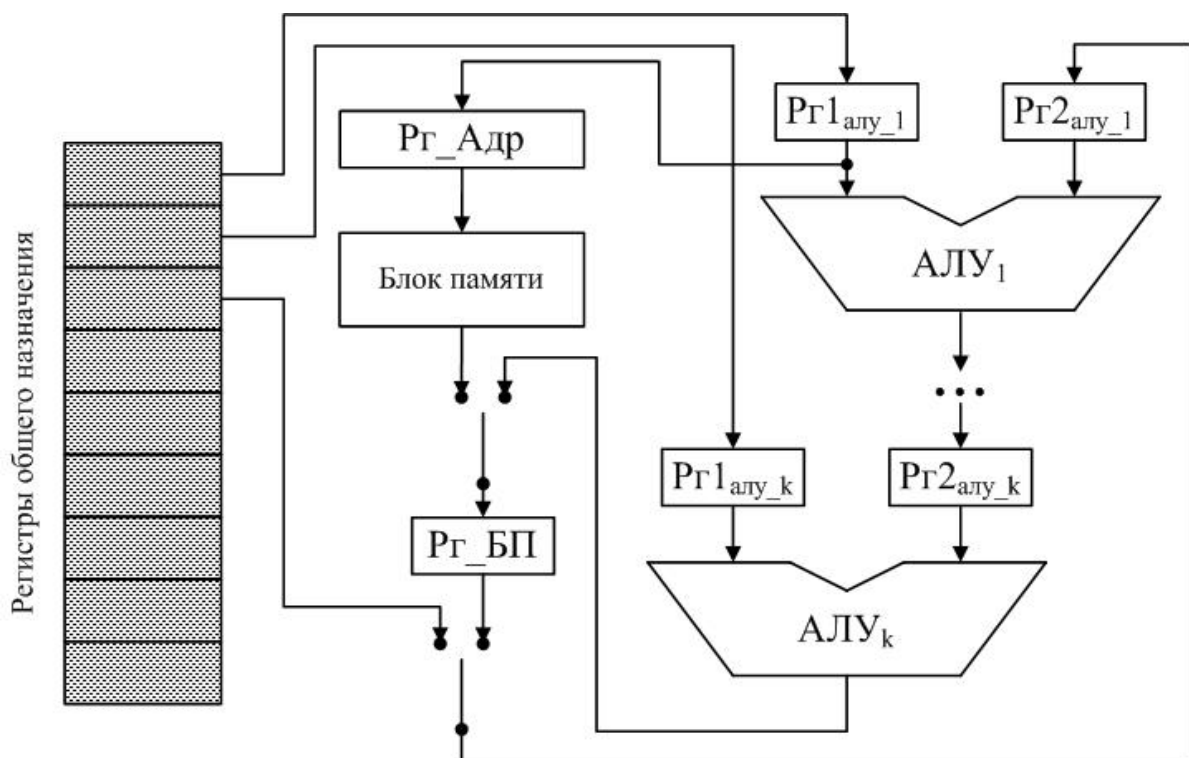 Регистры общего назначения
Рг_Адр
Блок памяти
Рг_БП
Рг1алу_1
Рг2алу_1
АЛУ1
...
Рг1алу_k
Рг2алу_k
АЛУk